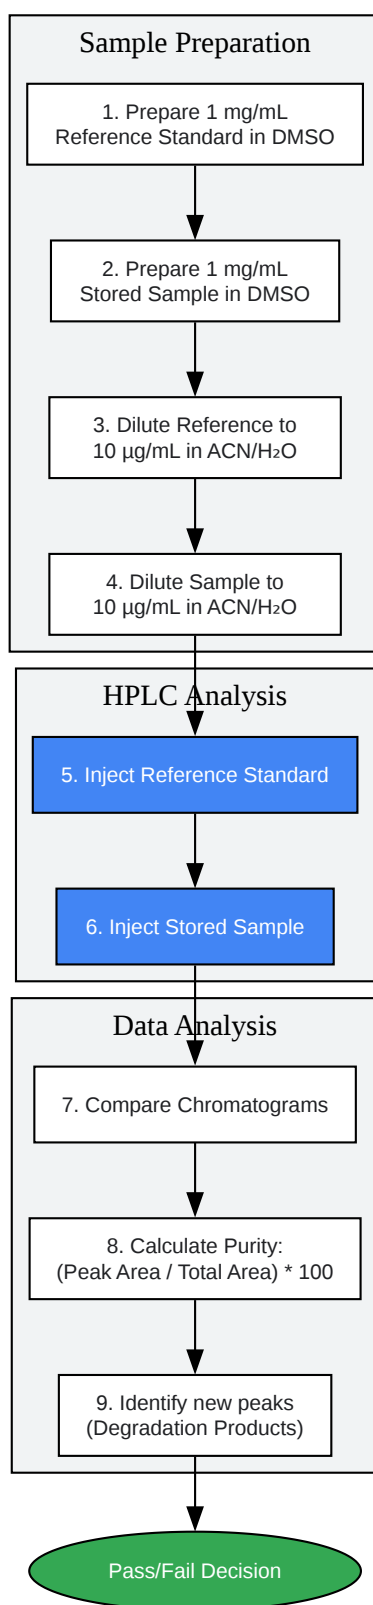 Sample Preparation
1. Prepare 1 mg/mL
Reference Standard in DMSO
2. Prepare 1 mg/mL
Stored Sample in DMSO
3. Dilute Reference to
10 µg/mL in ACN/H₂O
4. Dilute Sample to
10 µg/mL in ACN/H₂O
HPLC Analysis
5. Inject Reference Standard
6. Inject Stored Sample
Data Analysis
7. Compare Chromatograms
8. Calculate Purity:
(Peak Area / Total Area) * 100
9. Identify new peaks
(Degradation Products)
Pass/Fail Decision